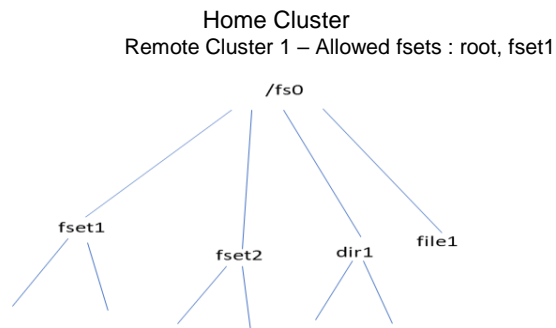 Home Cluster
Remote Cluster 1 – Allowed fsets : root, fset1
/fs0
fset1
fset2
dir1
file1